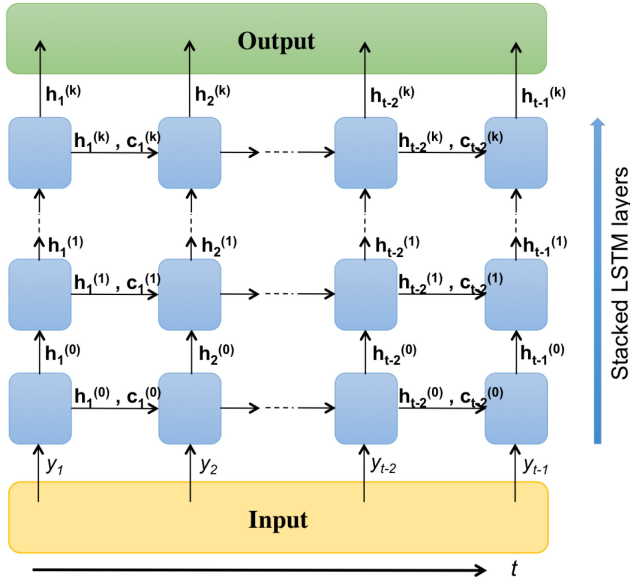 Output
h₁⁽ᵏ⁾ h₂⁽ᵏ⁾ hₜ₋₂⁽ᵏ⁾ hₜ₋₁⁽ᵏ⁾
h₁⁽ᵏ⁾ , c₁⁽ᵏ⁾ hₜ₋₂⁽ᵏ⁾ , cₜ₋₂⁽ᵏ⁾
h₁⁽¹⁾ h₂⁽¹⁾ hₜ₋₂⁽¹⁾ hₜ₋₁⁽¹⁾
h₁⁽¹⁾ , c₁⁽¹⁾ hₜ₋₂⁽¹⁾ , cₜ₋₂⁽¹⁾
h₁⁽⁰⁾ h₂⁽⁰⁾ hₜ₋₂⁽⁰⁾ hₜ₋₁⁽⁰⁾
h₁⁽⁰⁾ , c₁⁽⁰⁾ hₜ₋₂⁽⁰⁾ , cₜ₋₂⁽⁰⁾
y₁ y₂ yₜ₋₂ yₜ₋₁
Input
t
Stacked LSTM layers